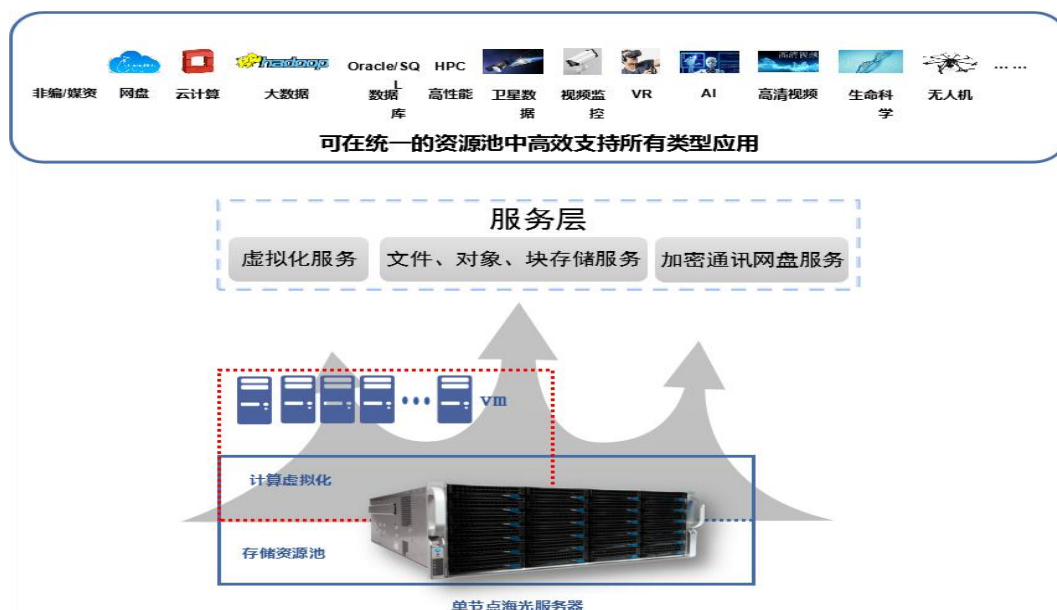 hadoop
Oracle/SQL
HPC
高清视频
非编/媒资
网盘
云计算
大数据
数据库
高性能
卫星数据
视频监控
VR
AI
高清视频
生命科学
无人机
... ...
可在统一的资源池中高效支持所有类型应用
服务层
虚拟化服务
文件、对象、块存储服务
加密通讯网盘服务
vm
计算虚拟化
存储资源池
单节点海光服务器